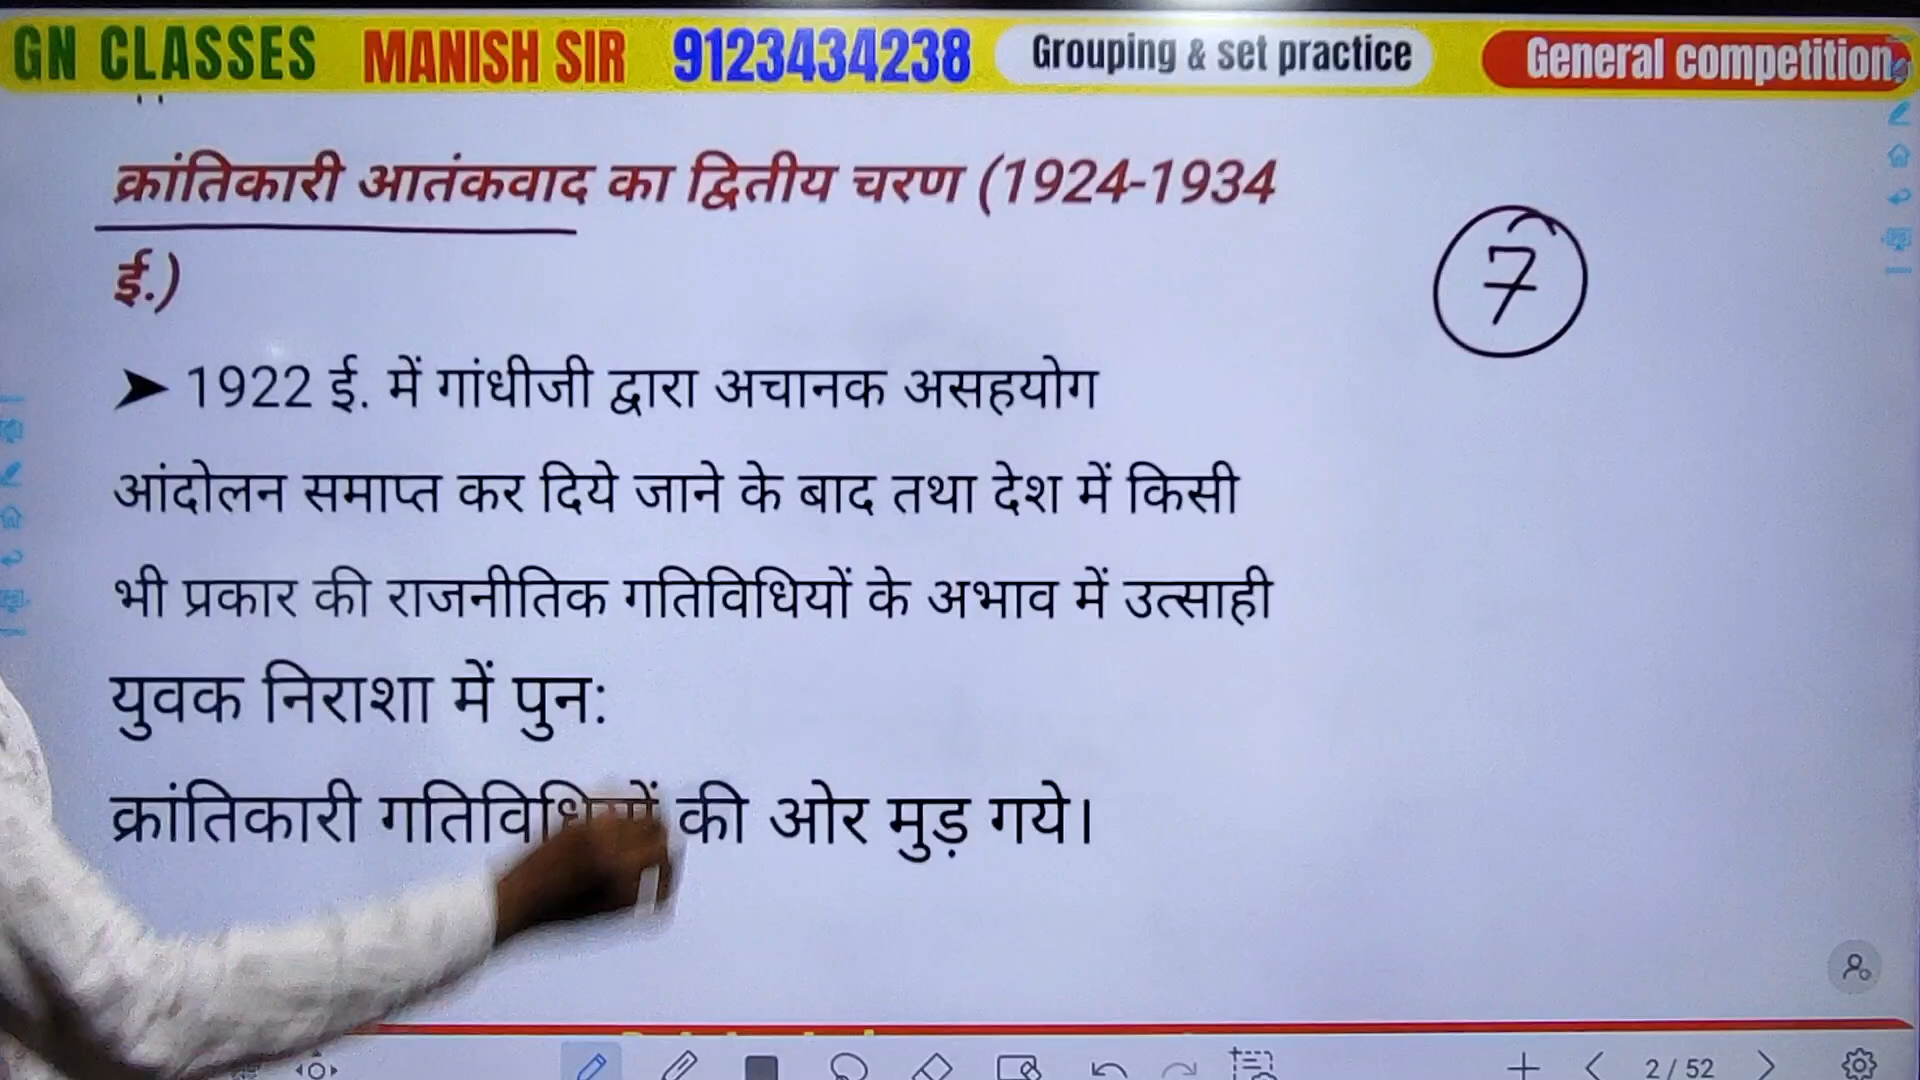 GN CLASSES MANISH SIR 9123434238 Grouping & set practice General competition
क्रांतिकारी आतंकवाद का द्वितीय चरण (1924-1934
ई.)
7
➤ 1922 ई. में गांधीजी द्वारा अचानक असहयोग
आंदोलन समाप्त कर दिये जाने के बाद तथा देश में किसी
भी प्रकार की राजनीतिक गतिविधियों के अभाव में उत्साही
युवक निराशा में पुन:
क्रांतिकारी गतिविधियों की ओर मुड़ गये।
2 / 52